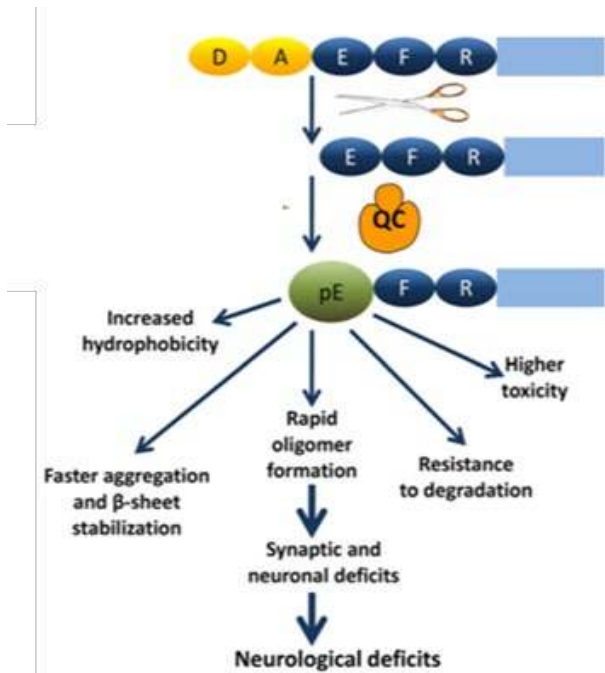 D A E F R
E F R
QC
pE F R
Increased
hydrophobicity
Higher
toxicity
Rapid
oligomer
formation
Faster aggregation
and β-sheet
stabilization
Resistance
to degradation
Synaptic and
neuronal deficits
Neurological deficits